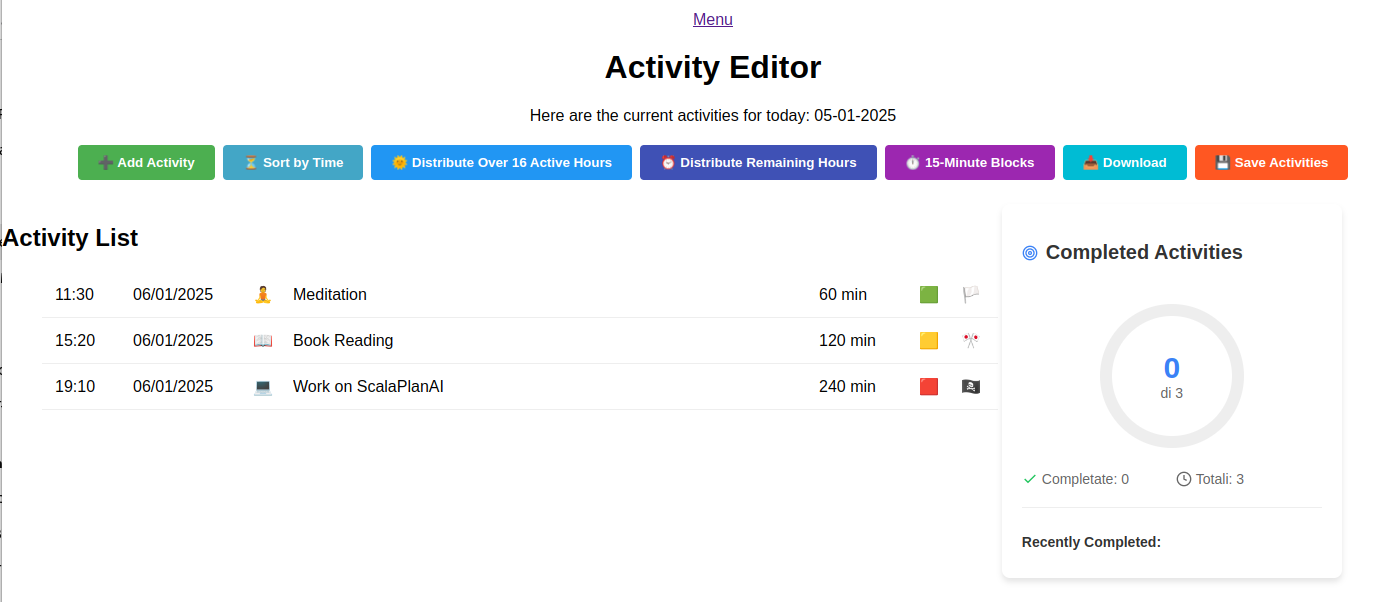 Menu
Activity Editor
Here are the current activities for today: 05-01-2025
➕ Add Activity
⏳ Sort by Time
🌞 Distribute Over 16 Active Hours
⏰ Distribute Remaining Hours
⏱️ 15-Minute Blocks
📥 Download
💾 Save Activities
Activity List
11:30 06/01/2025 🧘 Meditation 60 min 🟩 🏳️
15:20 06/01/2025 📖 Book Reading 120 min 🟨 🎌
19:10 06/01/2025 💻 Work on ScalaPlanAI 240 min 🟥 🏴‍☠️
Completed Activities
0
di 3
Completate: 0
Totali: 3
Recently Completed: